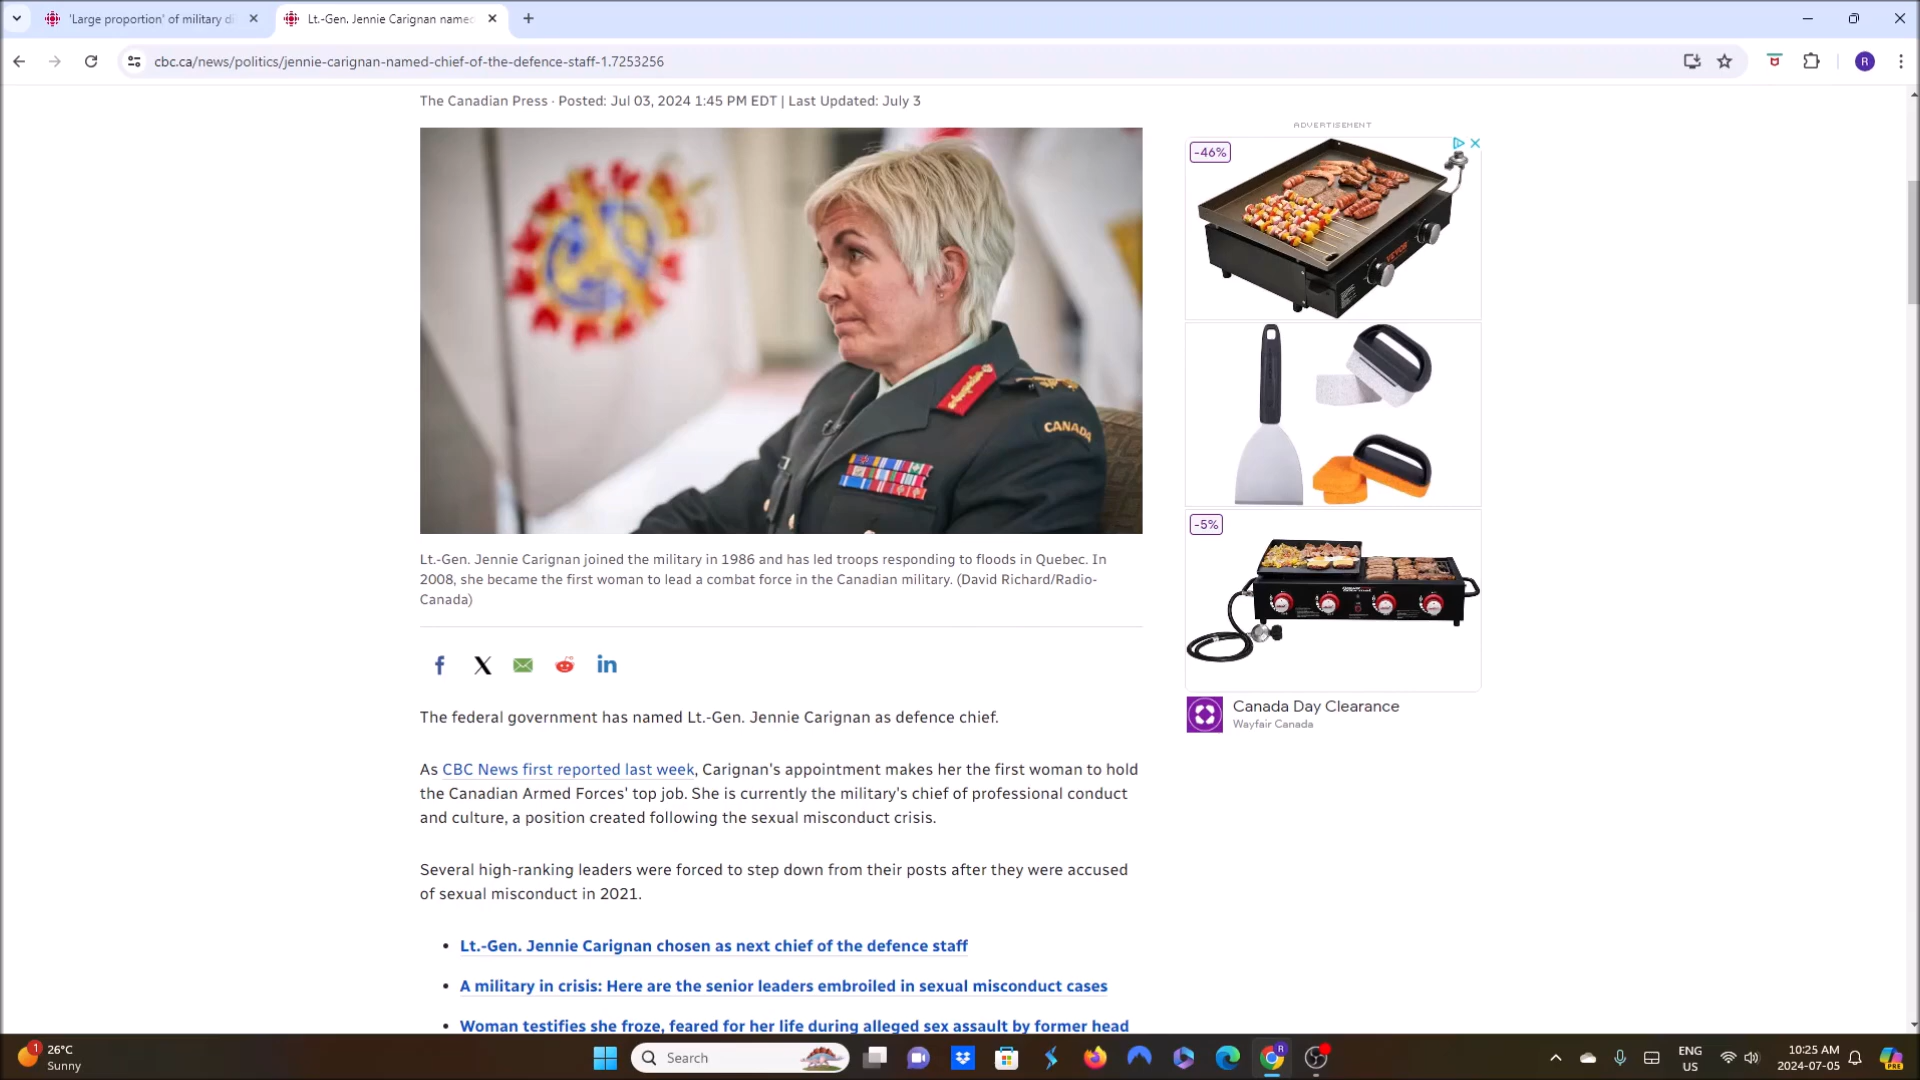 'Large proportion' of military di
Lt.-Gen. Jennie Carignan named
cbc.ca/news/politics/jennie-carignan-named-chief-of-the-defence-staff-1.7253256
R
The Canadian Press · Posted: Jul 03, 2024 1:45 PM EDT | Last Updated: July 3
ADVERTISEMENT
-46%
CANADA
-5%
Lt.-Gen. Jennie Carignan joined the military in 1986 and has led troops responding to floods in Quebec. In
2008, she became the first woman to lead a combat force in the Canadian military. (David Richard/Radio-
Canada)
Canada Day Clearance
Wayfair Canada
The federal government has named Lt.-Gen. Jennie Carignan as defence chief.
As CBC News first reported last week, Carignan's appointment makes her the first woman to hold
the Canadian Armed Forces' top job. She is currently the military's chief of professional conduct
and culture, a position created following the sexual misconduct crisis.
Several high-ranking leaders were forced to step down from their posts after they were accused
of sexual misconduct in 2021.
• Lt.-Gen. Jennie Carignan chosen as next chief of the defence staff
• A military in crisis: Here are the senior leaders embroiled in sexual misconduct cases
• Woman testifies she froze, feared for her life during alleged sex assault by former head
1
26°C
Sunny
Search
R
ENG
US
10:25 AM
2024-07-05
PRE